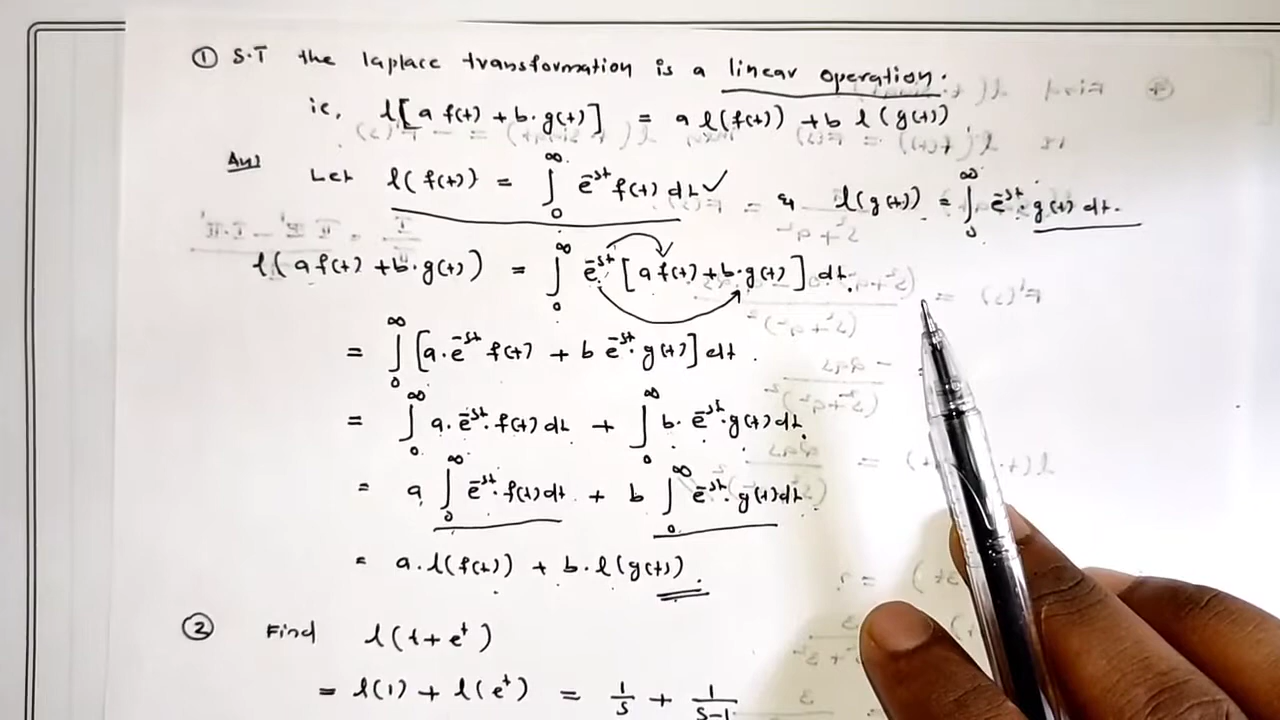 ① S.T the laplace transformation is a linear operation.
ie, L[a f(t) + b. g(t)] = a L(f(t)) + b L(g(t))
Ans Let L(f(t)) = ∫₀^∞ e^-st f(t) dt ✓ & L(g(t)) = ∫₀^∞ e^-st. g(t) dt.
L(a f(t) + b. g(t)) = ∫₀^∞ e^-st [a f(t) + b. g(t)] dt.
= ∫₀^∞ [a. e^-st f(t) + b e^-st. g(t)] dt.
= ∫₀^∞ a. e^-st. f(t) dt + ∫₀^∞ b. e^-st. g(t) dt.
= a ∫₀^∞ e^-st. f(t) dt + b ∫₀^∞ e^-st. g(t) dt
= a. L(f(t)) + b. L(g(t)).
② Find L(1 + e^t)
= L(1) + L(e^t) = 1/s + 1/(s-1)